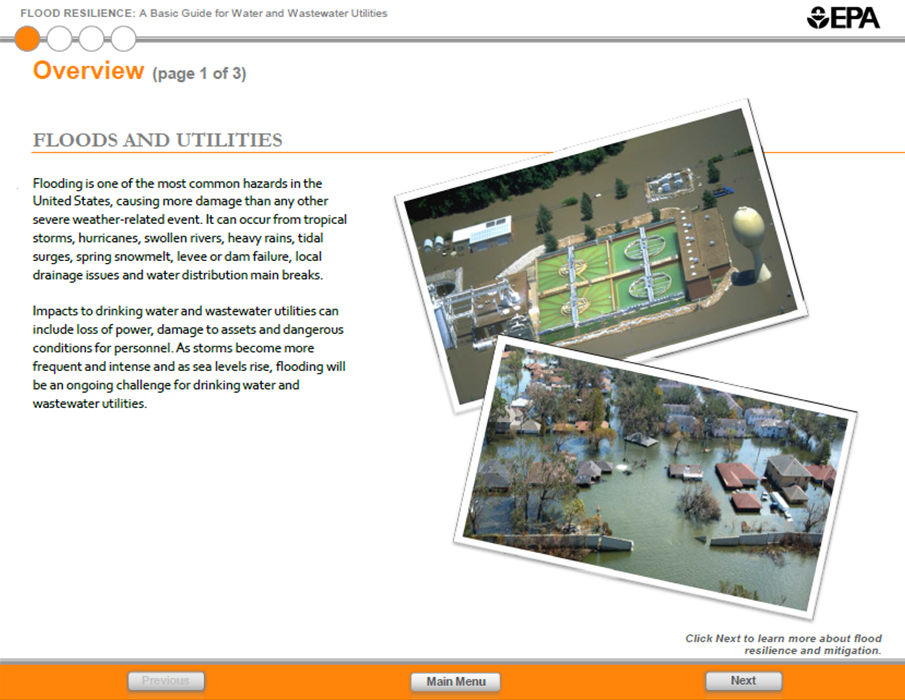 FLOOD RESILIENCE: A Basic Guide for Water and Wastewater Utilities
EPA
Overview (page 1 of 3)
FLOODS AND UTILITIES
Flooding is one of the most common hazards in the
United States, causing more damage than any other
severe weather-related event. It can occur from tropical
storms, hurricanes, swollen rivers, heavy rains, tidal
surges, spring snowmelt, levee or dam failure, local
drainage issues and water distribution main breaks.
Impacts to drinking water and wastewater utilities can
include loss of power, damage to assets and dangerous
conditions for personnel. As storms become more
frequent and intense and as sea levels rise, flooding will
be an ongoing challenge for drinking water and
wastewater utilities.
Click Next to learn more about flood
resilience and mitigation.
Previous
Main Menu
Next